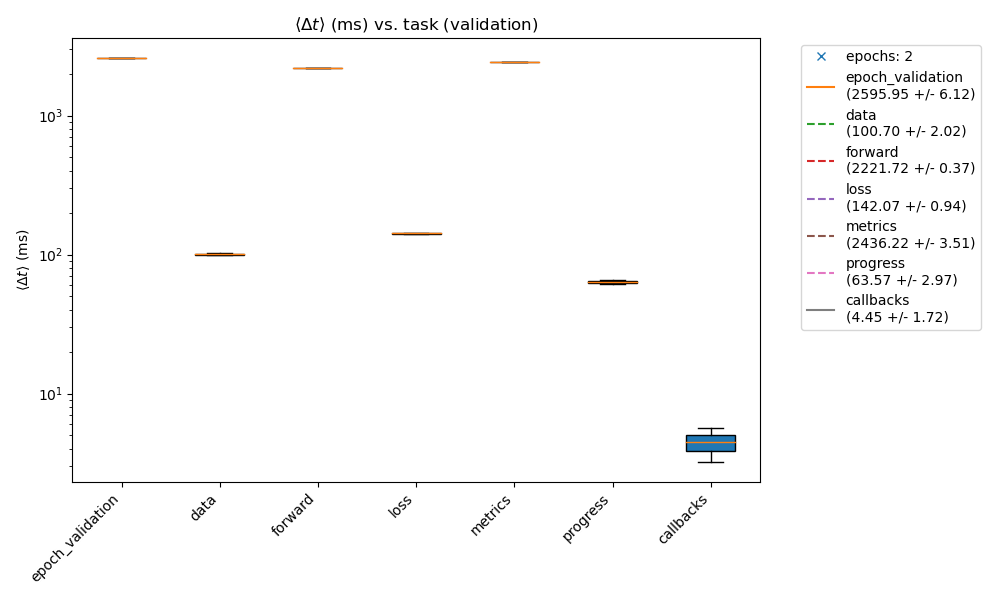 ⟨Δt⟩ (ms) vs. task (validation)
⟨Δt⟩ (ms)
10³
10²
10¹
epoch_validation
data
forward
loss
metrics
progress
callbacks
epochs: 2
epoch_validation
(2595.95 +/- 6.12)
data
(100.70 +/- 2.02)
forward
(2221.72 +/- 0.37)
loss
(142.07 +/- 0.94)
metrics
(2436.22 +/- 3.51)
progress
(63.57 +/- 2.97)
callbacks
(4.45 +/- 1.72)